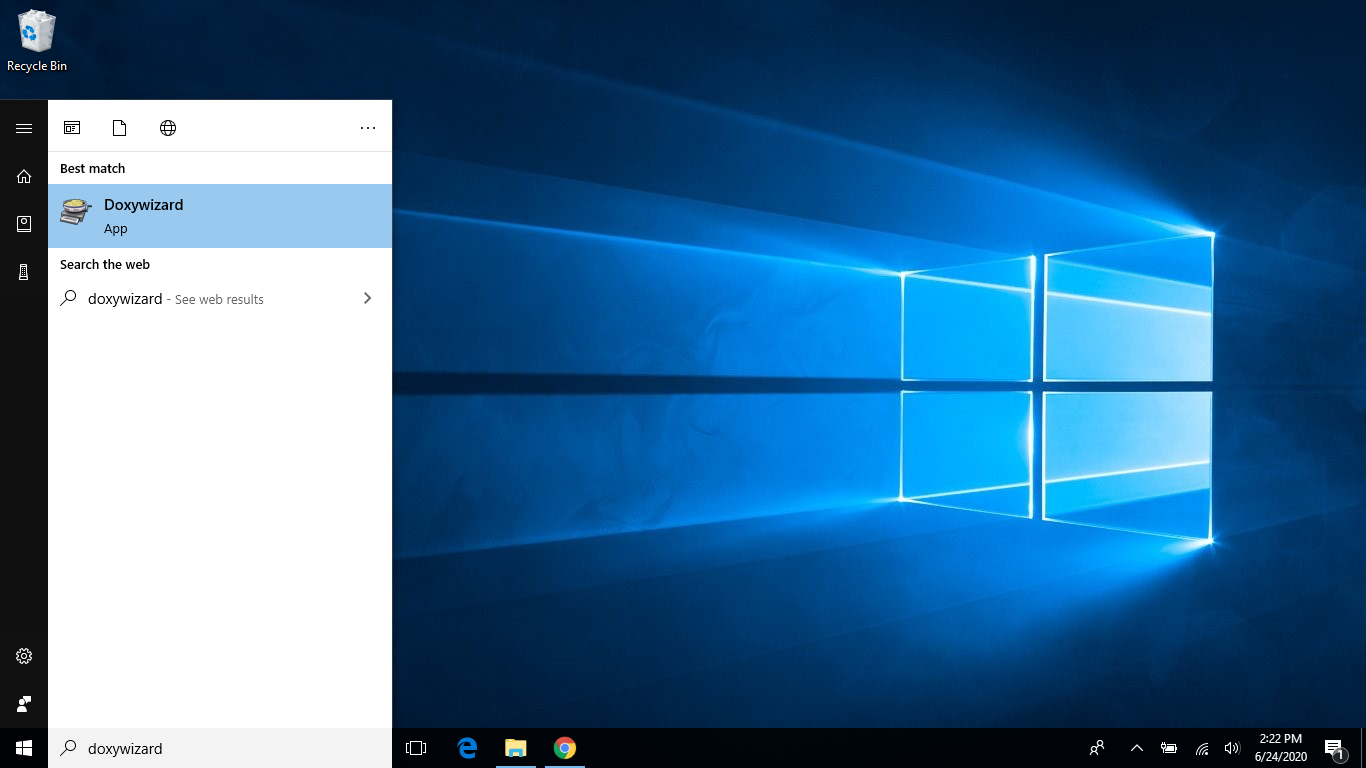 Recycle Bin
Best match
Doxywizard
App
Search the web
doxywizard - See web results
doxywizard
2:22 PM
6/24/2020
1